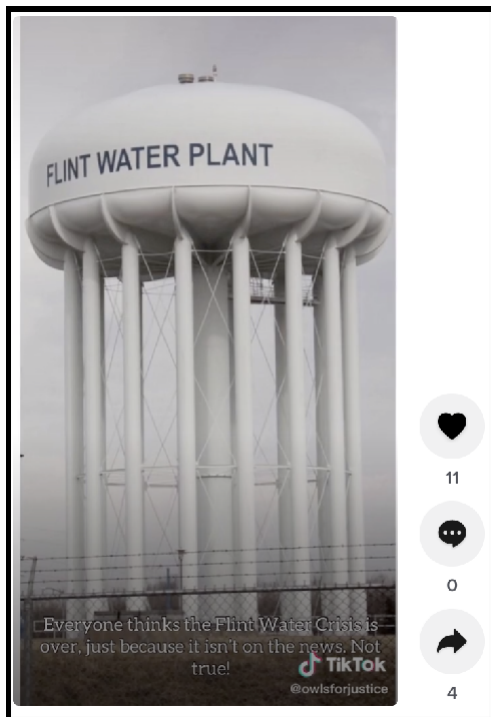 FLINT WATER PLANT
Everyone thinks the Flint Water Crisis is
over, just because it isn't on the news. Not
true!
TikTok
@owlsforjustice
11
0
4